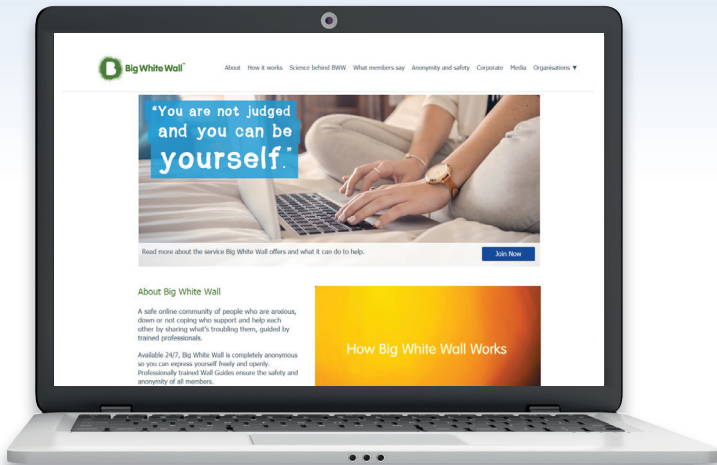 Big White Wall™
About How it works Science behind BWW What members say Anonymity and safety Corporate Media Organisations ▼
"You are not judged
and you can be
yourself."
Read more about the service Big White Wall offers and what it can do to help.
Join Now
About Big White Wall
A safe online community of people who are anxious,
down or not coping who support and help each
other by sharing what's troubling them, guided by
trained professionals.
Available 24/7, Big White Wall is completely anonymous
so you can express yourself freely and openly.
Professionally trained Wall Guides ensure the safety and
anonymity of all members.
How Big White Wall Works